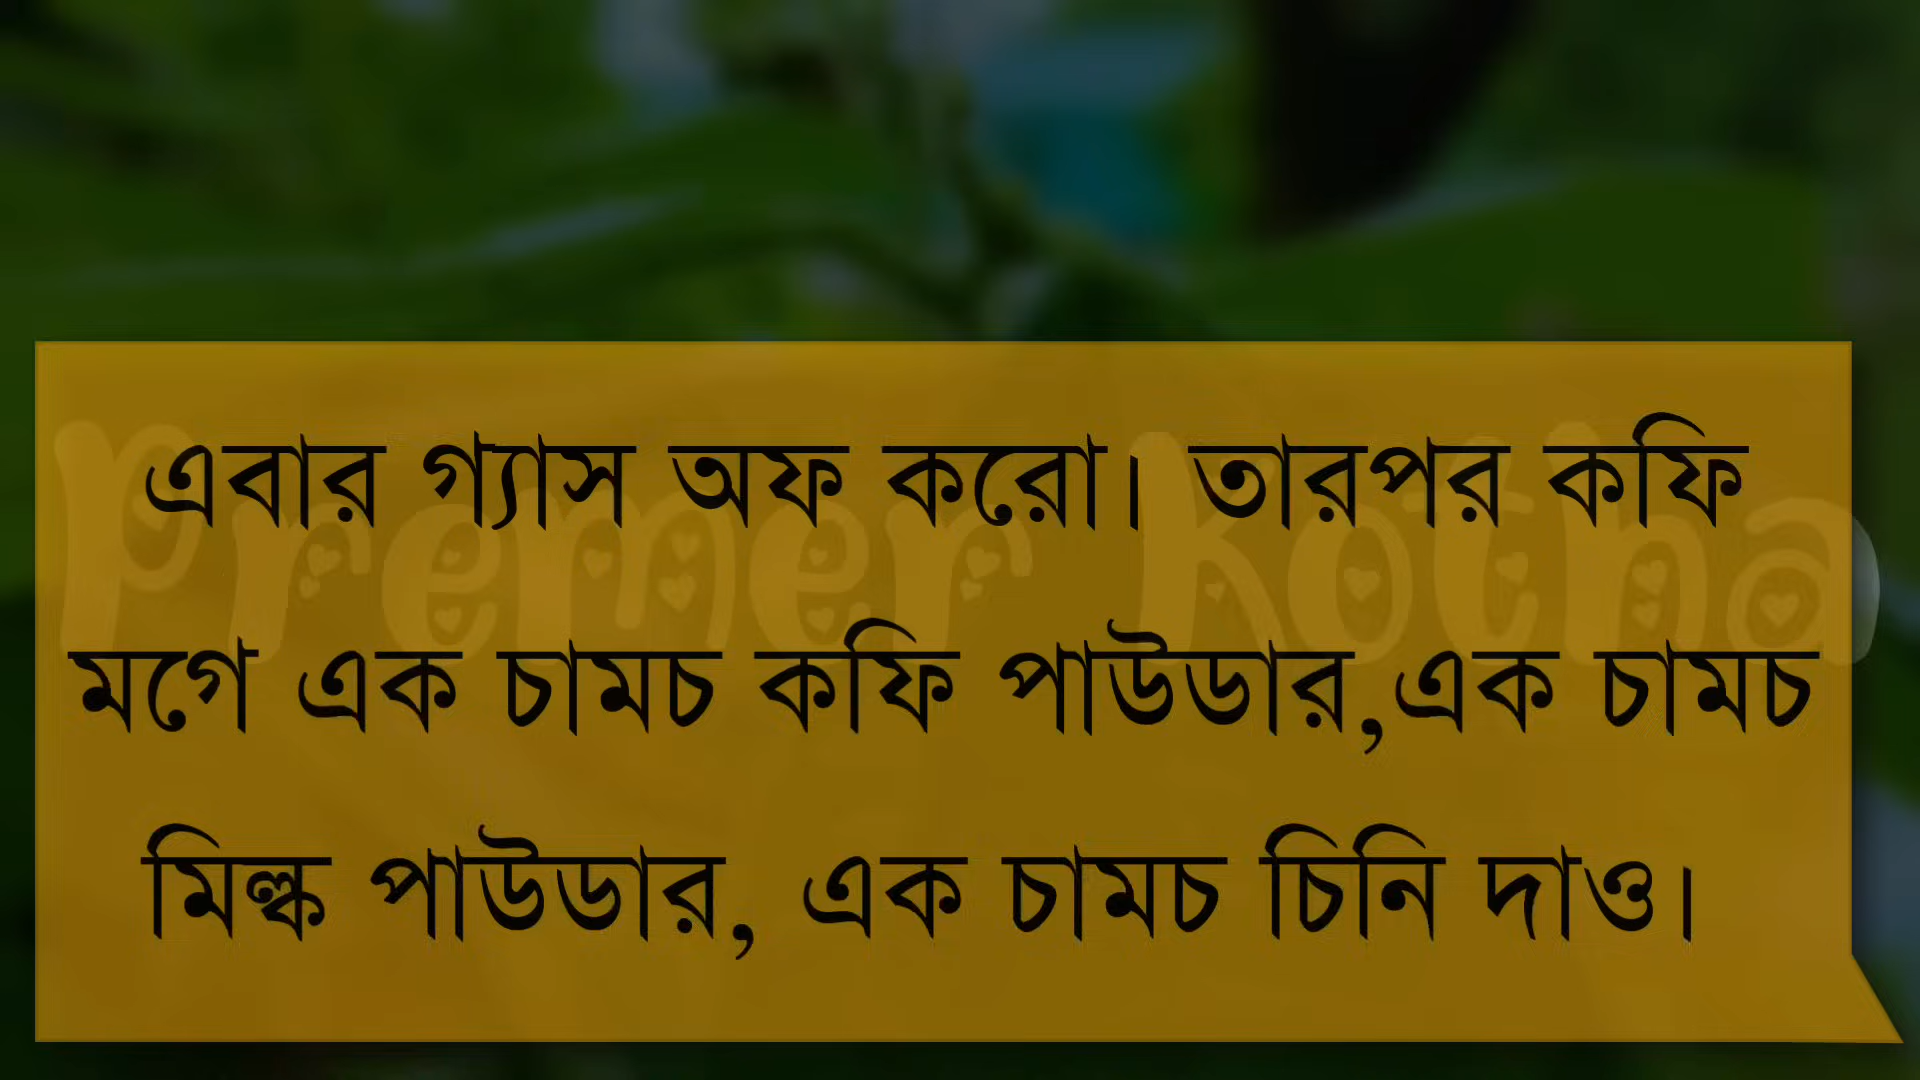 এবার গ্যাস অফ করো। তারপর কফি
মগে এক চামচ কফি পাউডার,এক চামচ
মিল্ক পাউডার, এক চামচ চিনি দাও।
Premer Kotha